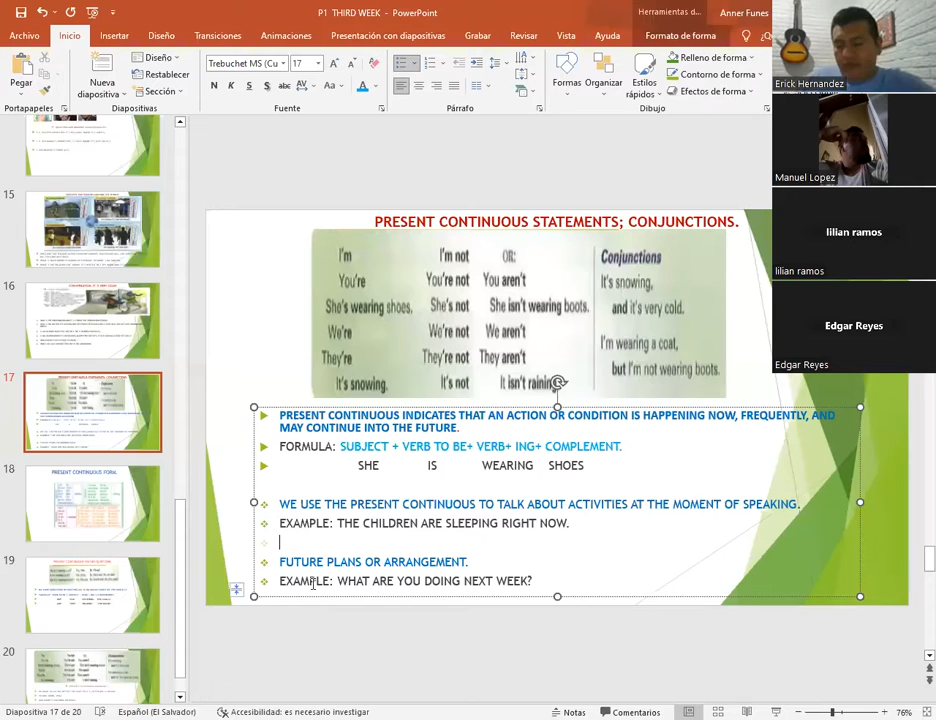 P1 THIRD WEEK - PowerPoint
Herramientas d...
Anner Funes
Archivo Inicio Insertar Diseño Transiciones Animaciones Presentación con diapositivas Grabar Revisar Vista Ayuda Formato de forma
Pegar
Nueva diapositiva
Diseño
Restablecer
Sección
Trebuchet MS (Cu 17
N K S S ab AV Aa A
Formas Organizar Estilos rápidos
Relleno de forma
Contorno de forma
Efectos de forma
Portapapeles Diapositivas Fuente Párrafo Dibujo
Erick Hernandez
Manuel Lopez
lilian ramos
lilian ramos
Edgar Reyes
Edgar Reyes
15
16
17
18
PRESENT CONTINUOUS FORM.
19
20
PRESENT CONTINUOUS STATEMENTS; CONJUNCTIONS.
I'm I'm not OR: Conjunctions
You're You're not You aren't It's snowing,
She's wearing shoes. She's not She isn't wearing boots. and it's very cold.
We're We're not We aren't I'm wearing a coat,
They're They're not They aren't but I'm not wearing boots.
It's snowing. It's not It isn't raining
PRESENT CONTINUOUS INDICATES THAT AN ACTION OR CONDITION IS HAPPENING NOW, FREQUENTLY, AND
MAY CONTINUE INTO THE FUTURE.
FORMULA: SUBJECT + VERB TO BE+ VERB+ ING+ COMPLEMENT.
SHE IS WEARING SHOES
WE USE THE PRESENT CONTINUOUS TO TALK ABOUT ACTIVITIES AT THE MOMENT OF SPEAKING.
EXAMPLE: THE CHILDREN ARE SLEEPING RIGHT NOW.
FUTURE PLANS OR ARRANGEMENT.
EXAMPLE: WHAT ARE YOU DOING NEXT WEEK?
Diapositiva 17 de 20 Español (El Salvador) Accesibilidad: es necesario investigar Notas Comentarios 76%